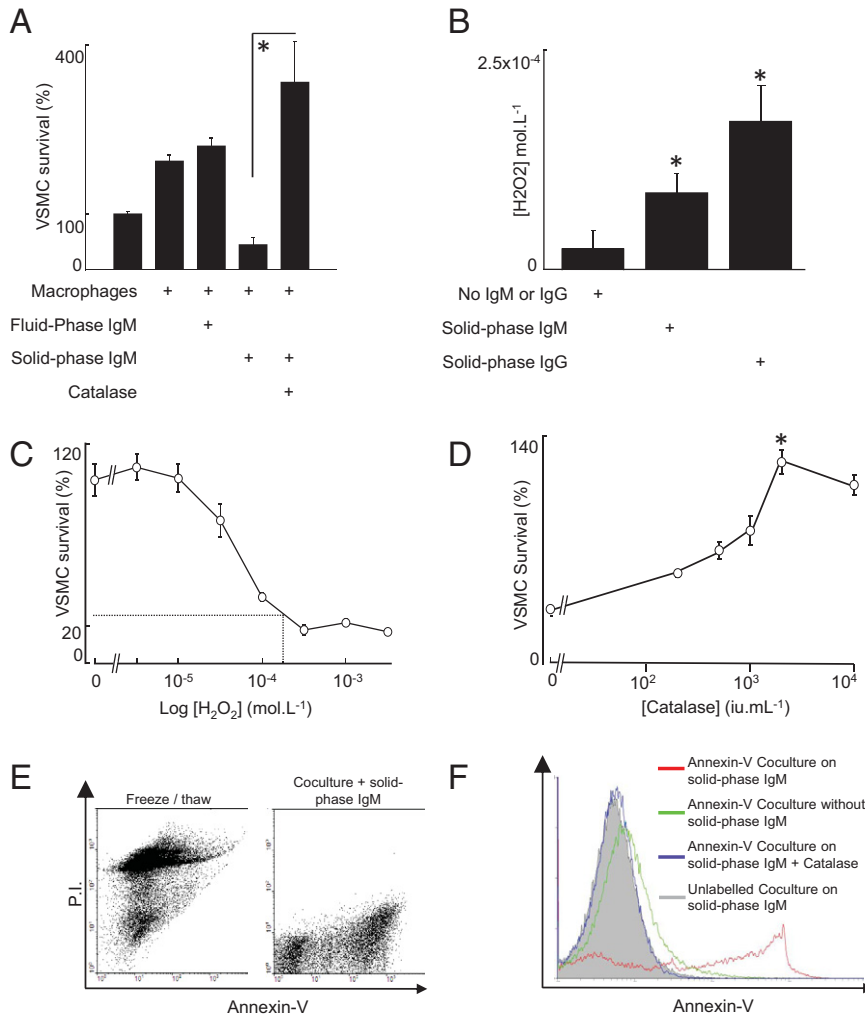 A
400
*
VSMC survival (%)
100
0
Macrophages + + + +
Fluid-Phase IgM +
Solid-phase IgM + +
Catalase +
B
2.5x10-4
*
*
[H2O2] mol.L-1
0
No IgM or IgG +
Solid-phase IgM +
Solid-phase IgG +
C
120
VSMC survival (%)
20
0
0 10-5 10-4 10-3
Log [H2O2] (mol.L-1)
D
140
*
VSMC Survival (%)
0
0 102 103 104
[Catalase] (iu.mL-1)
E
Freeze / thaw
Coculture + solid-
phase IgM
P.I.
Annexin-V
F
Annexin-V Coculture on
solid-phase IgM
Annexin-V Coculture without
solid-phase IgM
Annexin-V Coculture on
solid-phase IgM + Catalase
Unlabelled Coculture on
solid-phase IgM
Annexin-V